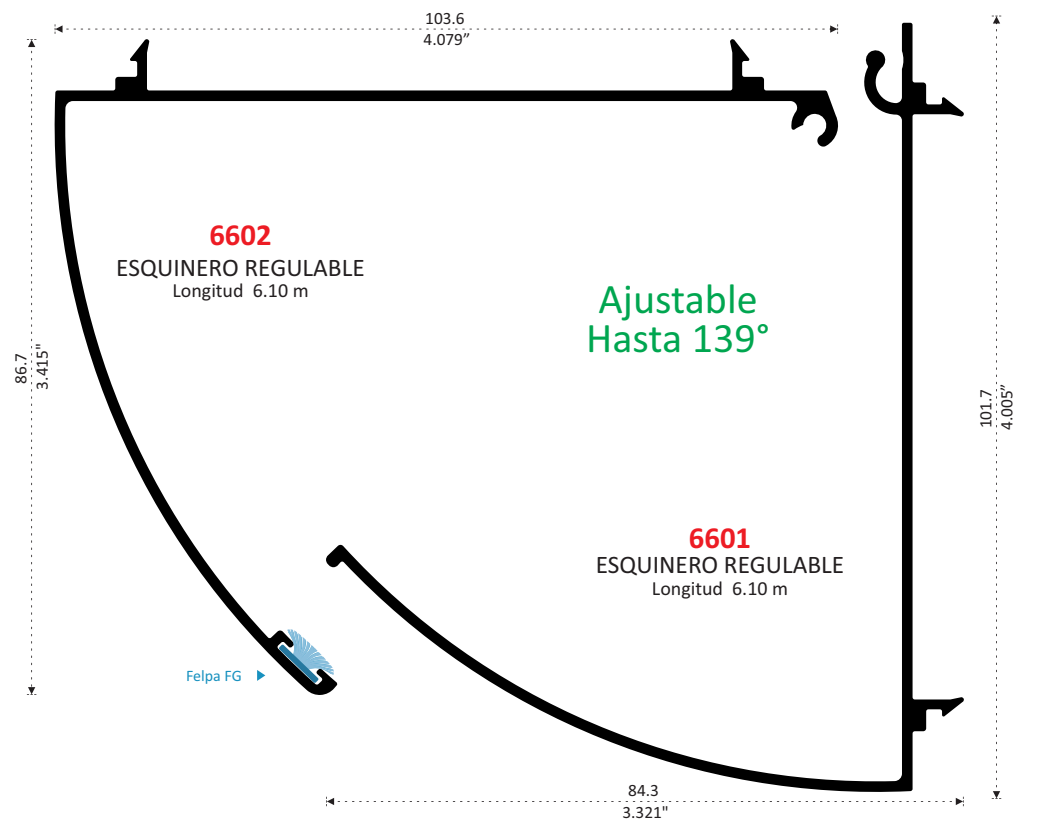 103.6
4.079″
6602
ESQUINERO REGULABLE
Longitud 6.10 m
Ajustable
Hasta 139°
86.7
3.415"
101.7
4.005″
6601
ESQUINERO REGULABLE
Longitud 6.10 m
Felpa FG
84.3
3.321"